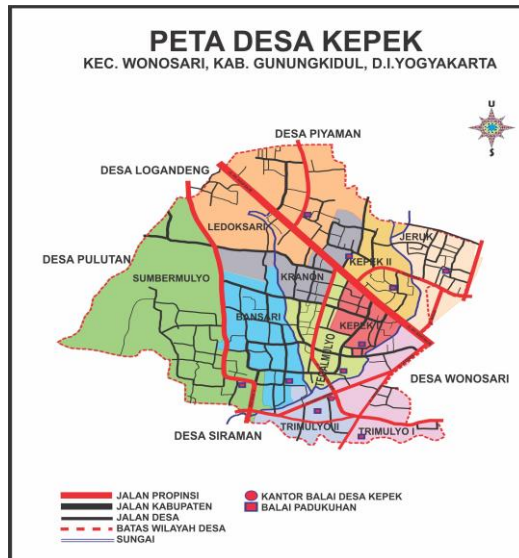 PETA DESA KEPEK
KEC. WONOSARI, KAB. GUNUNGKIDUL, D.I.YOGYAKARTA
U
S
DESA PIYAMAN
DESA LOGANDENG
LEDOKSARI
JERUK
DESA PULUTAN
KEPEK II
SUMBERMULYO
KRANON
BANSARI
KEPEK I
TEGALMULYO
DESA WONOSARI
DESA SIRAMAN
TRIMULYO II
TRIMULYO I
JALAN PROPINSI
JALAN KABUPATEN
JALAN DESA
BATAS WILAYAH DESA
SUNGAI
KANTOR BALAI DESA KEPEK
BALAI PADUKUHAN